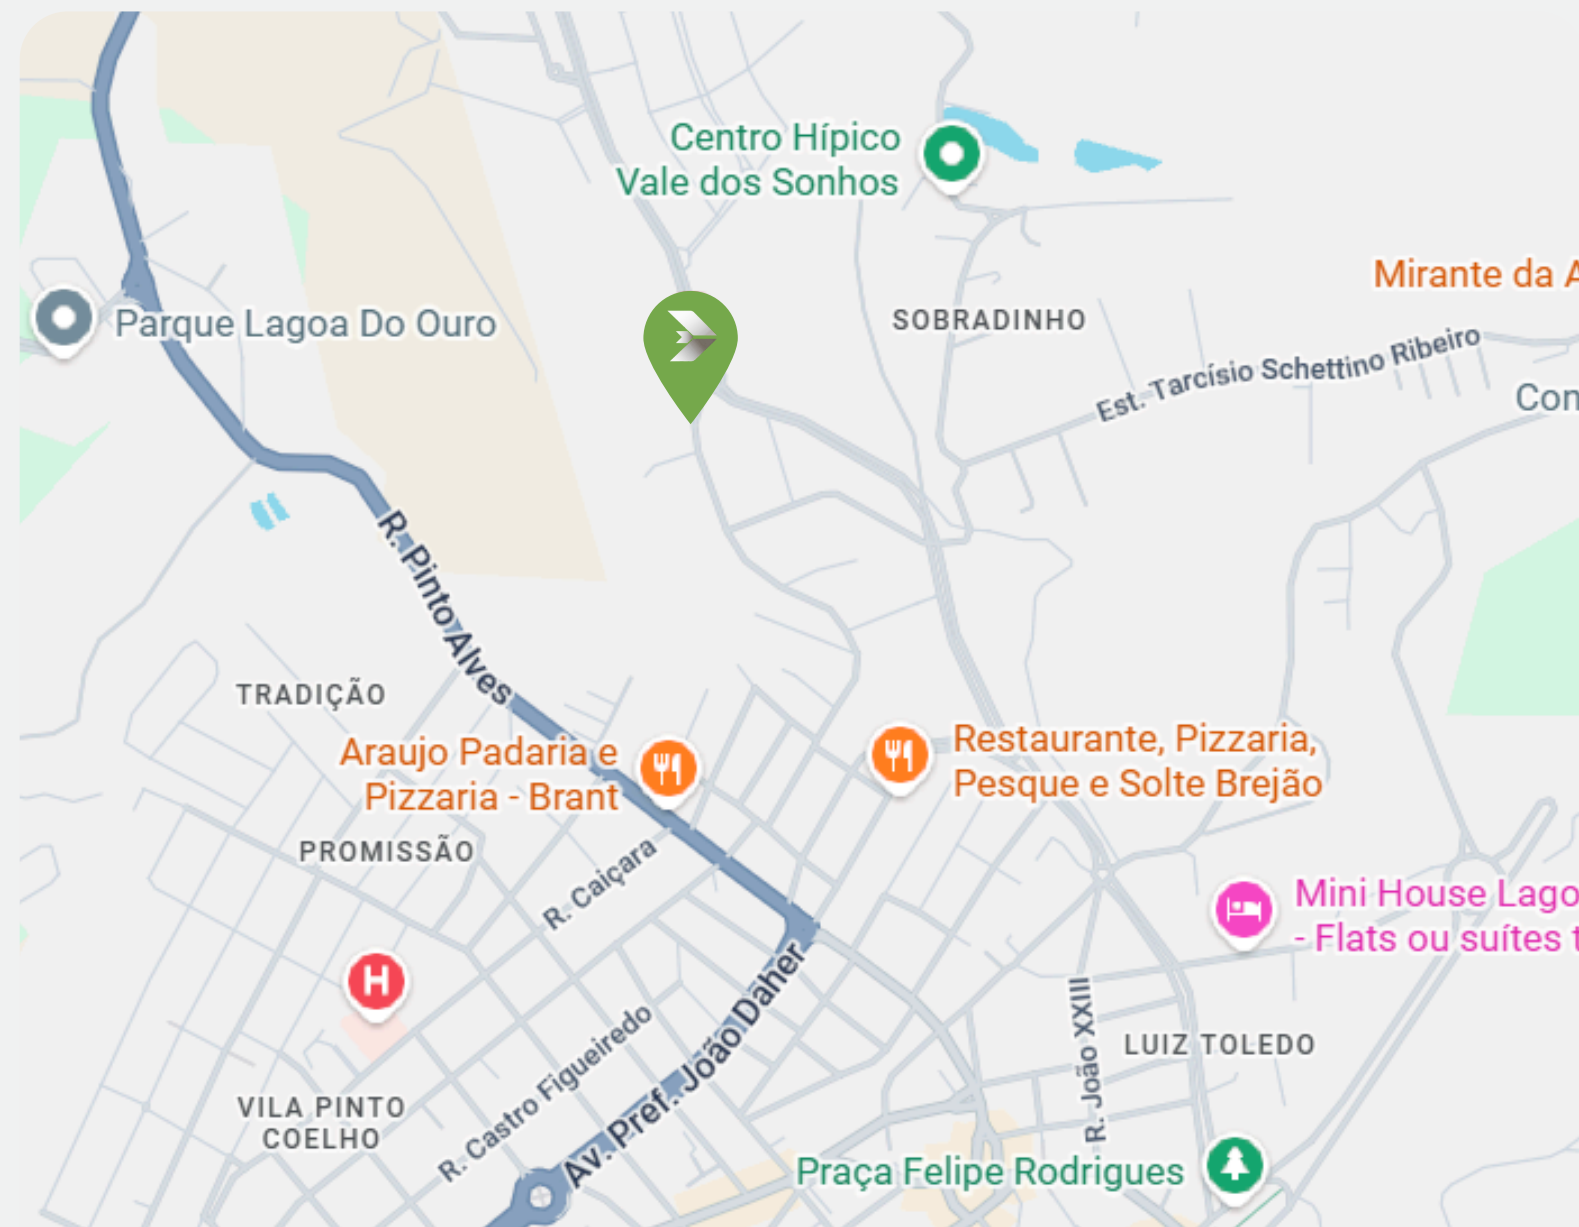 Centro Hípico
Vale dos Sonhos
Mirante da A
SOBRADINHO
Parque Lagoa Do Ouro
Est. Tarcísio Schettino Ribeiro
Con
R. Pinto Alves
TRADIÇÃO
Araujo Padaria e
Pizzaria - Brant
Restaurante, Pizzaria,
Pesque e Solte Brejão
PROMISSÃO
R. Caiçara
Mini House Lago
- Flats ou suítes t
H
R. Castro Figueiredo
Av. Pref. João Daher
R. João XXIII
LUIZ TOLEDO
VILA PINTO
COELHO
Praça Felipe Rodrigues